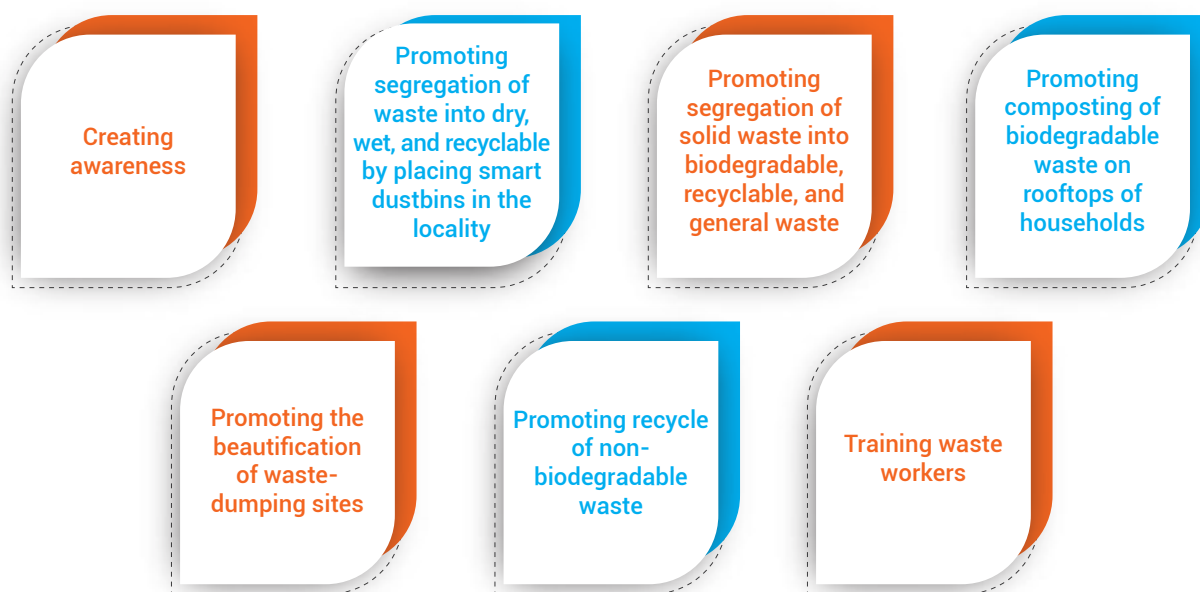 Creating
awareness
Promoting
segregation of
waste into dry,
wet, and recyclable
by placing smart
dustbins in the
locality
Promoting
segregation of
solid waste into
biodegradable,
recyclable, and
general waste
Promoting
composting of
biodegradable
waste on
rooftops of
households
Promoting the
beautification
of waste-
dumping sites
Promoting recycle
of non-
biodegradable
waste
Training waste
workers